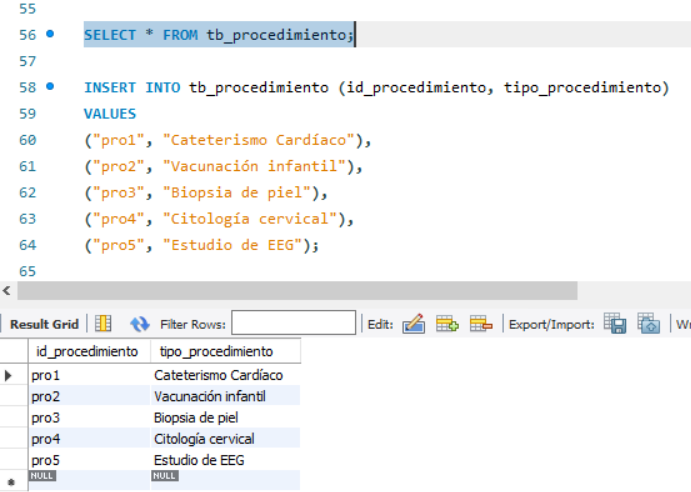 55
56 SELECT * FROM tb_procedimiento;
57
58 INSERT INTO tb_procedimiento (id_procedimiento, tipo_procedimiento)
59 VALUES
60 ("pro1", "Cateterismo Cardíaco"),
61 ("pro2", "Vacunación infantil"),
62 ("pro3", "Biopsia de piel"),
63 ("pro4", "Citología cervical"),
64 ("pro5", "Estudio de EEG");
65
Result Grid Filter Rows: Edit: Export/Import:
id_procedimiento tipo_procedimiento
pro1 Cateterismo Cardíaco
pro2 Vacunación infantil
pro3 Biopsia de piel
pro4 Citología cervical
pro5 Estudio de EEG
NULL NULL